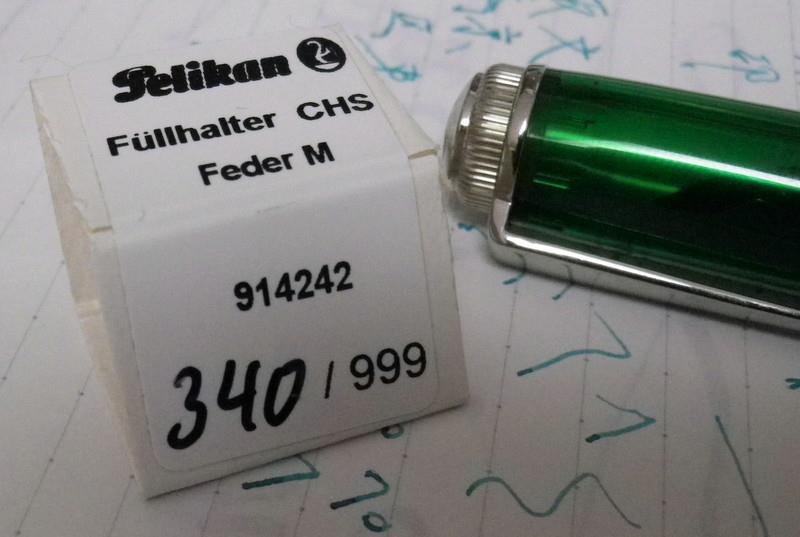 Pelikan
Füllhalter CHS
Feder M
914242
340 / 999